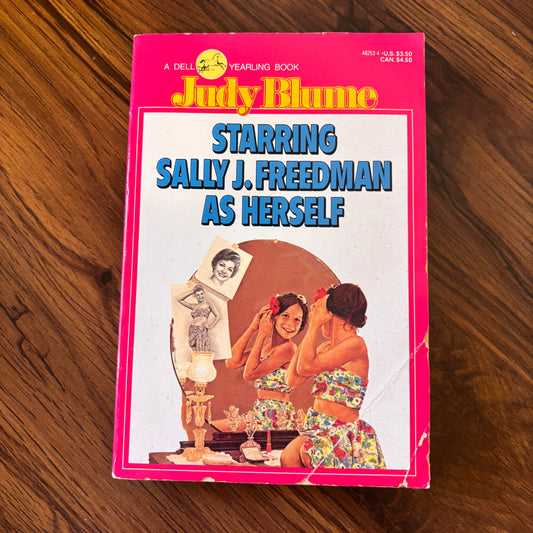 A DELL YEARLING BOOK
48253-4 • U.S. $3.50
CAN. $4.50
Judy Blume
STARRING
SALLY J. FREEDMAN
AS HERSELF